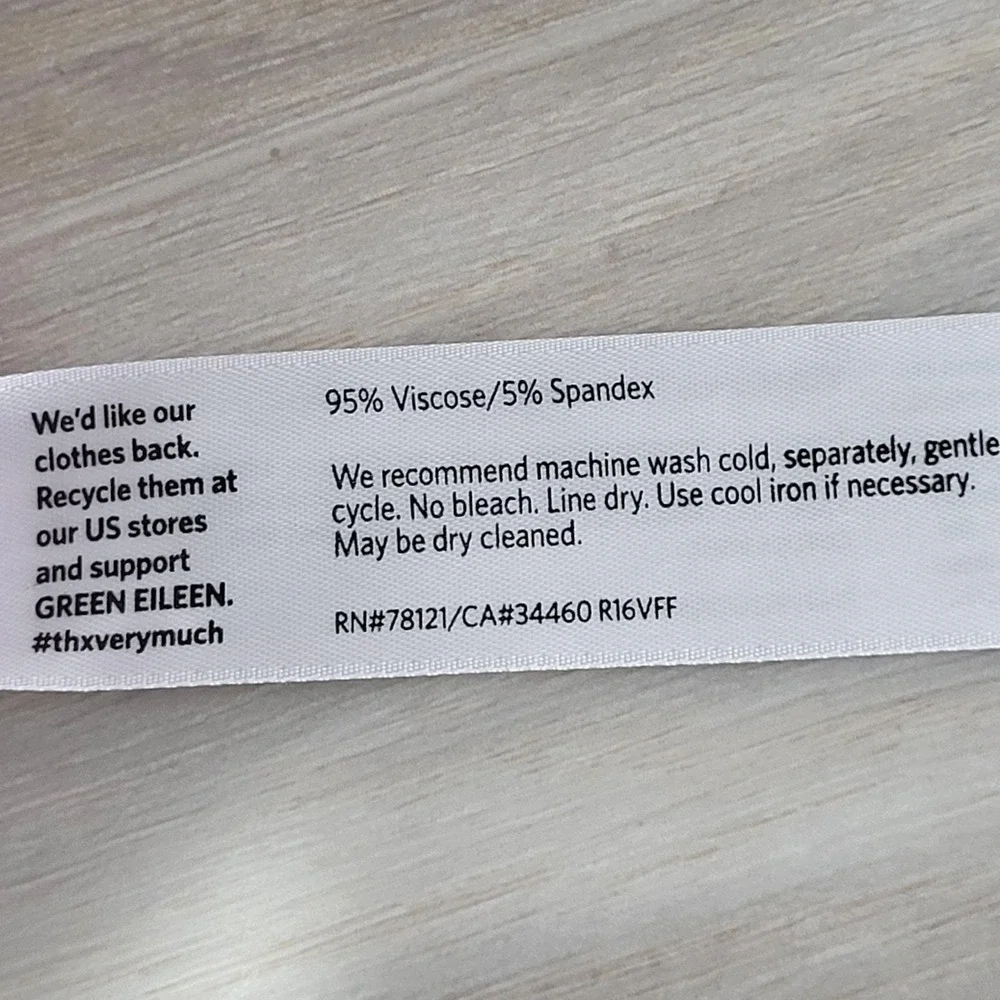 We'd like our
clothes back.
Recycle them at
our US stores
and support
GREEN EILEEN.
#thxverymuch
95% Viscose/5% Spandex
We recommend machine wash cold, separately, gentle
cycle. No bleach. Line dry. Use cool iron if necessary.
May be dry cleaned.
RN#78121/CA#34460 R16VFF